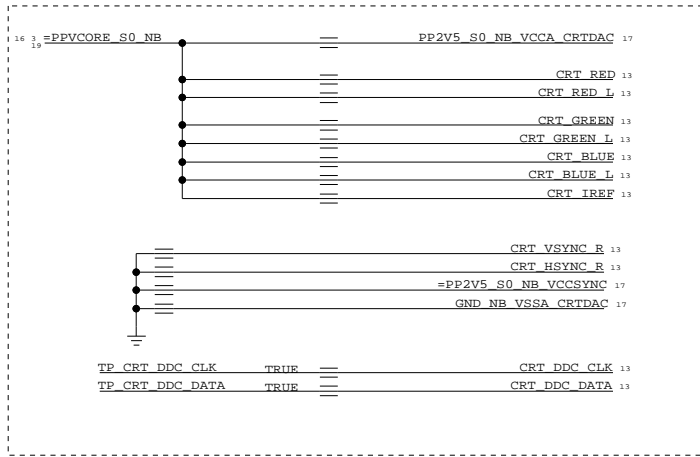 16 3 =PPVCORE_S0_NB PP2V5_S0_NB_VCCA_CRTDAC 17
19
CRT_RED 13
CRT_RED_L 13
CRT_GREEN 13
CRT_GREEN_L 13
CRT_BLUE 13
CRT_BLUE_L 13
CRT_IREF 13
CRT_VSYNC_R 13
CRT_HSYNC_R 13
=PP2V5_S0_NB_VCCSYNC 17
GND_NB_VSSA_CRTDAC 17
TP_CRT_DDC_CLK TRUE CRT_DDC_CLK 13
TP_CRT_DDC_DATA TRUE CRT_DDC_DATA 13